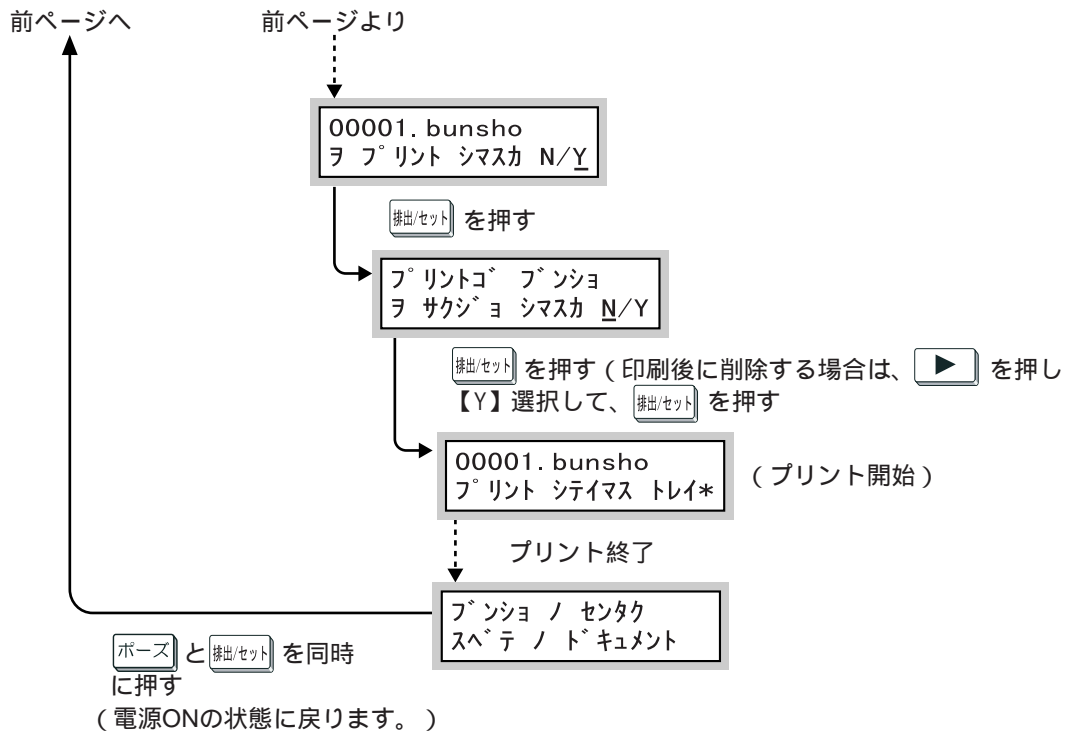 前ページへ
前ページより
00001.bunsho
ヲ プリント シマスカ N/Y
排出/セット を押す
プリントゴ ブンショ
ヲ サクジョ シマスカ N/Y
排出/セット を押す(印刷後に削除する場合は、 ▶ を押し
【Y】選択して、 排出/セット を押す
00001.bunsho
プリント シテイマス トレイ*
(プリント開始)
プリント終了
ブンショ ノ センタク
スベテ ノ ドキュメント
ポーズ と 排出/セット を同時
に押す
(電源ONの状態に戻ります。)